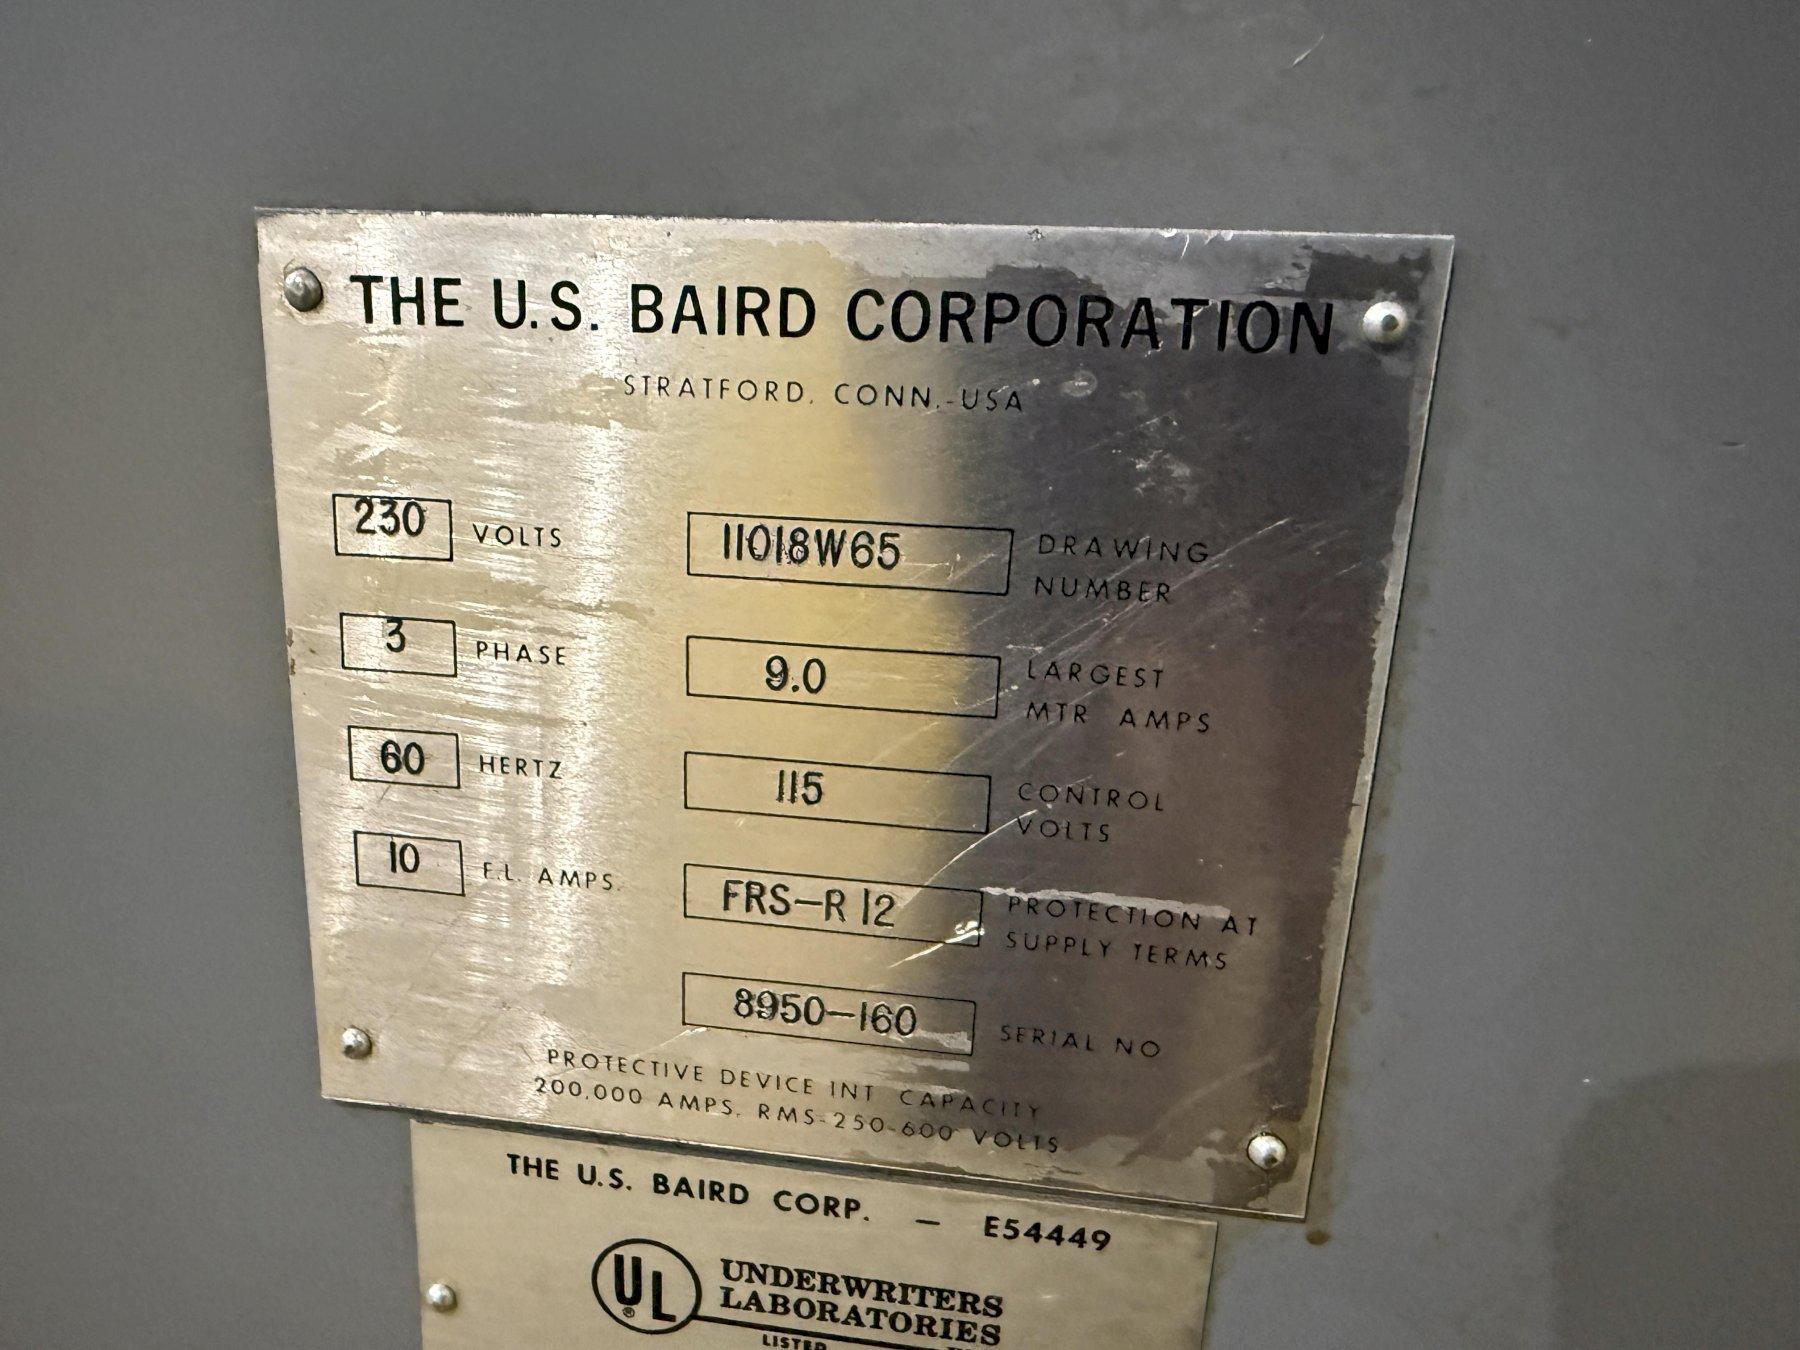 THE U.S. BAIRD CORPORATION
STRATFORD, CONN.-USA
230 VOLTS
3 PHASE
60 HERTZ
10 F.L. AMPS.
11018W65 DRAWING
NUMBER
9.0 LARGEST
MTR AMPS
115 CONTROL
VOLTS
FRS-R 12 PROTECTION AT
SUPPLY TERMS
8950-160 SERIAL NO
PROTECTIVE DEVICE INT CAPACITY
200,000 AMPS. RMS-250-600 VOLTS
THE U.S. BAIRD CORP. — E54449
UL ® UNDERWRITERS
LABORATORIES
LISTED